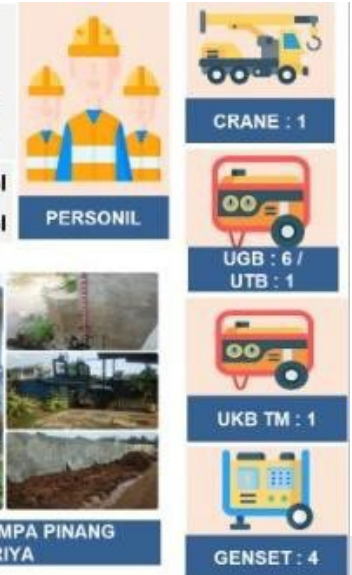 PERSONIL
CRANE : 1
UGB : 6 /
UTB : 1
UKB TM : 1
GENSET : 4
MPA PINANG
RIYA